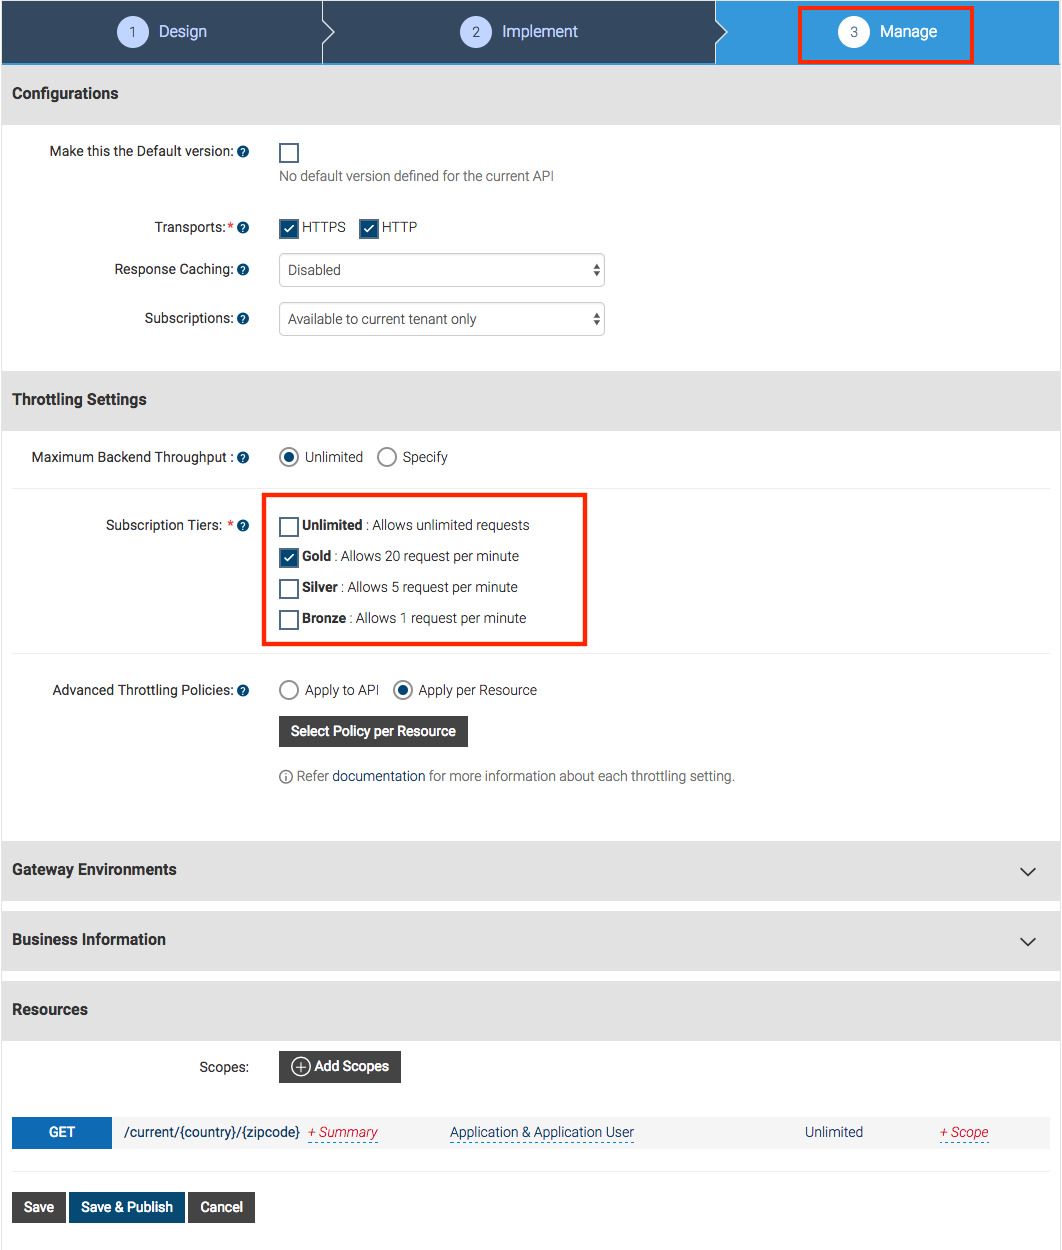 1 Design 2 Implement 3 Manage
Configurations
Make this the Default version: ?
No default version defined for the current API
Transports:* ? HTTPS HTTP
Response Caching: ? Disabled
Subscriptions: ? Available to current tenant only
Throttling Settings
Maximum Backend Throughput : ? Unlimited Specify
Subscription Tiers: * ? Unlimited : Allows unlimited requests
Gold : Allows 20 request per minute
Silver : Allows 5 request per minute
Bronze : Allows 1 request per minute
Advanced Throttling Policies: ? Apply to API Apply per Resource
Select Policy per Resource
Refer documentation for more information about each throttling setting.
Gateway Environments
Business Information
Resources
Scopes: Add Scopes
GET /current/{country}/{zipcode} + Summary Application & Application User Unlimited + Scope
Save Save & Publish Cancel